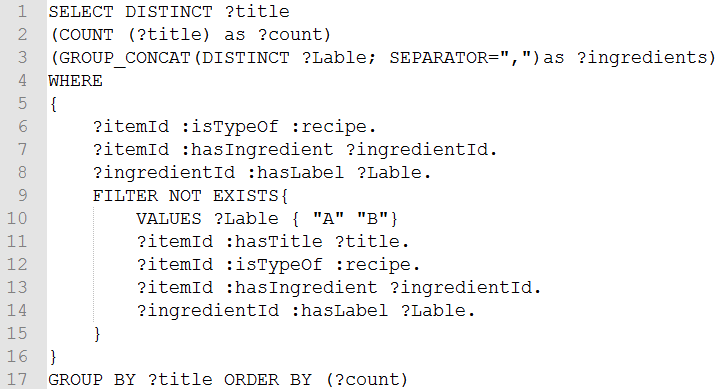 1 SELECT DISTINCT ?title
2 (COUNT (?title) as ?count)
3 (GROUP_CONCAT(DISTINCT ?Lable; SEPARATOR=",")as ?ingredients)
4 WHERE
5 {
6 ?itemId :isTypeOf :recipe.
7 ?itemId :hasIngredient ?ingredientId.
8 ?ingredientId :hasLabel ?Lable.
9 FILTER NOT EXISTS{
10 VALUES ?Lable { "A" "B"}
11 ?itemId :hasTitle ?title.
12 ?itemId :isTypeOf :recipe.
13 ?itemId :hasIngredient ?ingredientId.
14 ?ingredientId :hasLabel ?Lable.
15 }
16 }
17 GROUP BY ?title ORDER BY (?count)